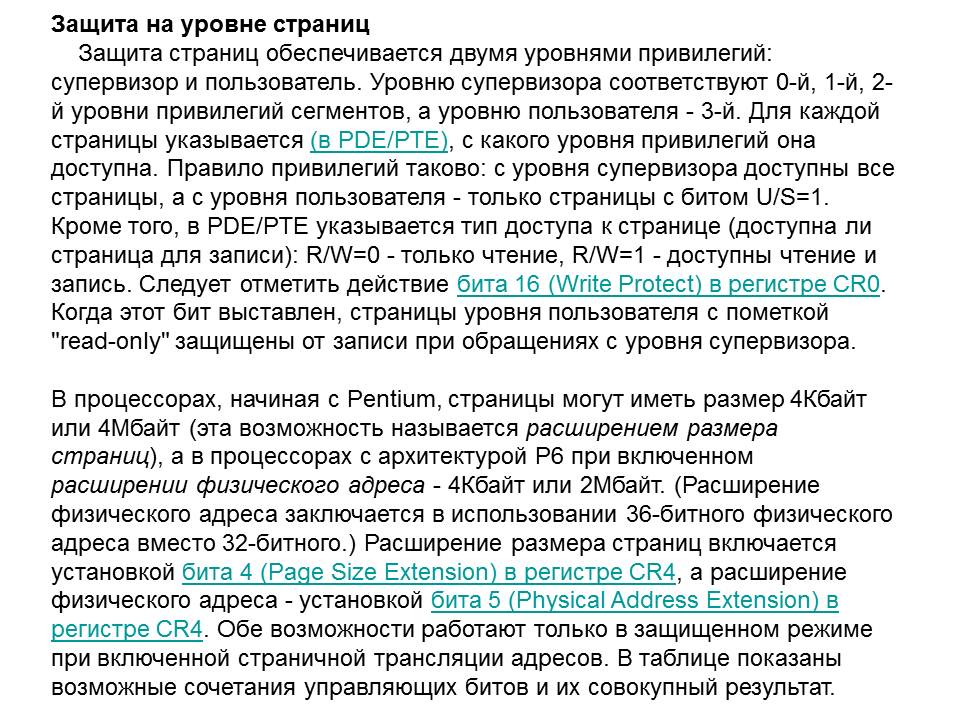 Защита на уровне страниц
Защита страниц обеспечивается двумя уровнями привилегий:
супервизор и пользователь. Уровню супервизора соответствуют 0-й, 1-й, 2-
й уровни привилегий сегментов, а уровню пользователя - 3-й. Для каждой
страницы указывается (в PDE/PTE), с какого уровня привилегий она
доступна. Правило привилегий таково: с уровня супервизора доступны все
страницы, а с уровня пользователя - только страницы с битом U/S=1.
Кроме того, в PDE/PTE указывается тип доступа к странице (доступна ли
страница для записи): R/W=0 - только чтение, R/W=1 - доступны чтение и
запись. Следует отметить действие бита 16 (Write Protect) в регистре CR0.
Когда этот бит выставлен, страницы уровня пользователя с пометкой
"read-only" защищены от записи при обращениях с уровня супервизора.
В процессорах, начиная с Pentium, страницы могут иметь размер 4Кбайт
или 4Мбайт (эта возможность называется расширением размера
страниц), а в процессорах с архитектурой P6 при включенном
расширении физического адреса - 4Кбайт или 2Мбайт. (Расширение
физического адреса заключается в использовании 36-битного физического
адреса вместо 32-битного.) Расширение размера страниц включается
установкой бита 4 (Page Size Extension) в регистре CR4, а расширение
физического адреса - установкой бита 5 (Physical Address Extension) в
регистре CR4. Обе возможности работают только в защищенном режиме
при включенной страничной трансляции адресов. В таблице показаны
возможные сочетания управляющих битов и их совокупный результат.